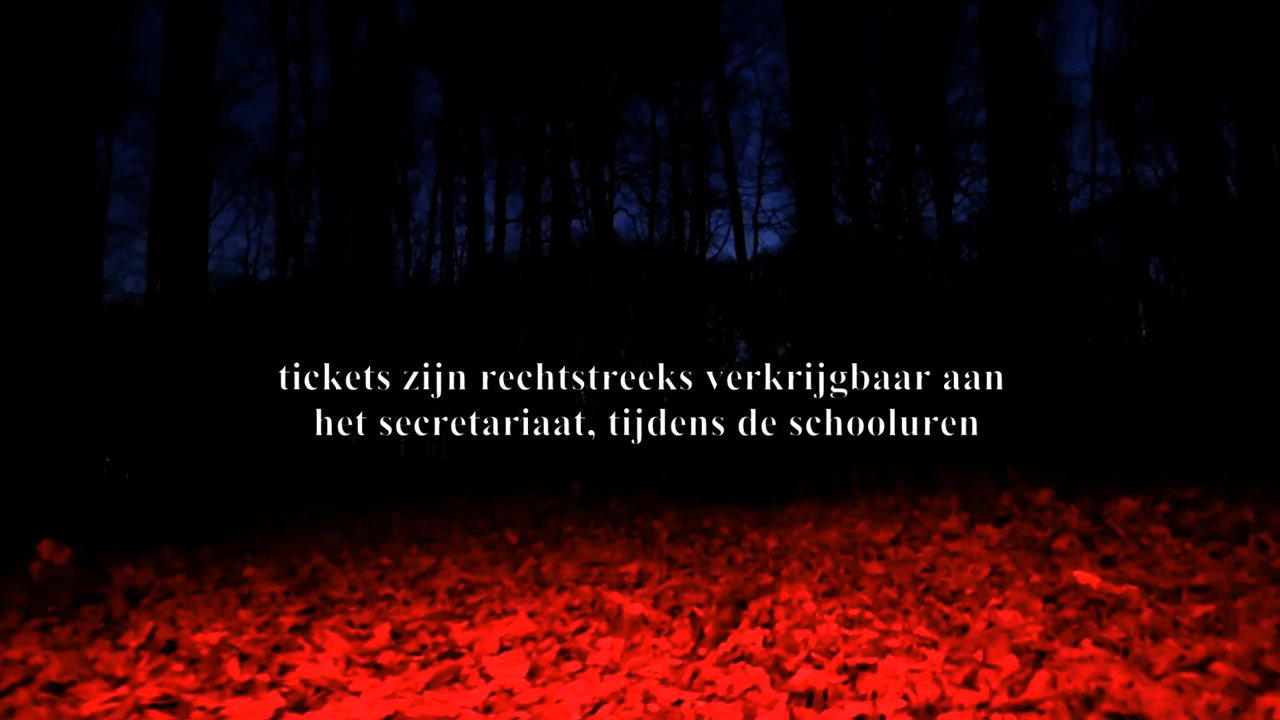 tickets zijn rechtstreeks verkrijgbaar aan
het secretariaat, tijdens de schooluren